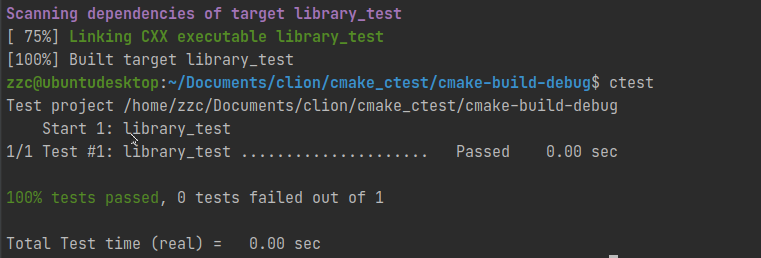 Scanning dependencies of target library_test
[ 75%] Linking CXX executable library_test
[100%] Built target library_test
zzc@ubuntudesktop:~/Documents/clion/cmake_ctest/cmake-build-debug$ ctest
Test project /home/zzc/Documents/clion/cmake_ctest/cmake-build-debug
    Start 1: library_test
1/1 Test #1: library_test .....................   Passed    0.00 sec

100% tests passed, 0 tests failed out of 1

Total Test time (real) =   0.00 sec